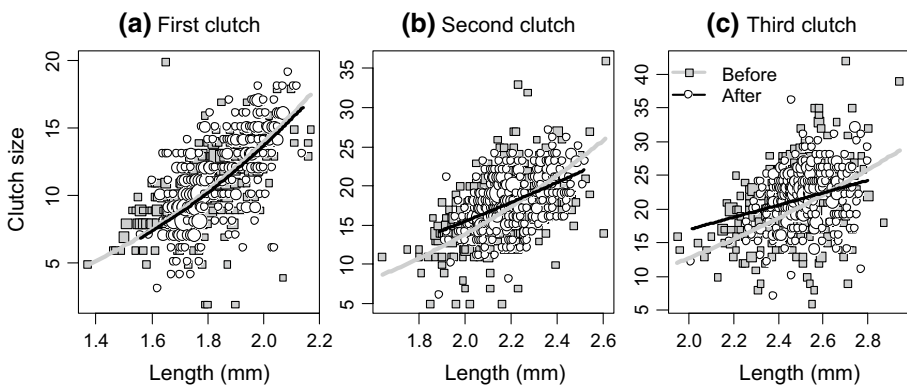 (a) First clutch
(b) Second clutch
(c) Third clutch
Clutch size
20
15
10
5
1.4 1.6 1.8 2.0 2.2
Length (mm)
35
30
25
20
15
10
5
1.8 2.0 2.2 2.4 2.6
Length (mm)
Before
After
40
35
30
25
20
15
10
5
2.0 2.2 2.4 2.6 2.8
Length (mm)